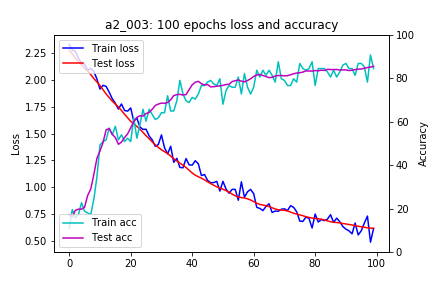 a2_003: 100 epochs loss and accuracy
Train loss
Test loss
Train acc
Test acc
Loss
2.25
2.00
1.75
1.50
1.25
1.00
0.75
0.50
Accuracy
100
80
60
40
20
0
0 20 40 60 80 100